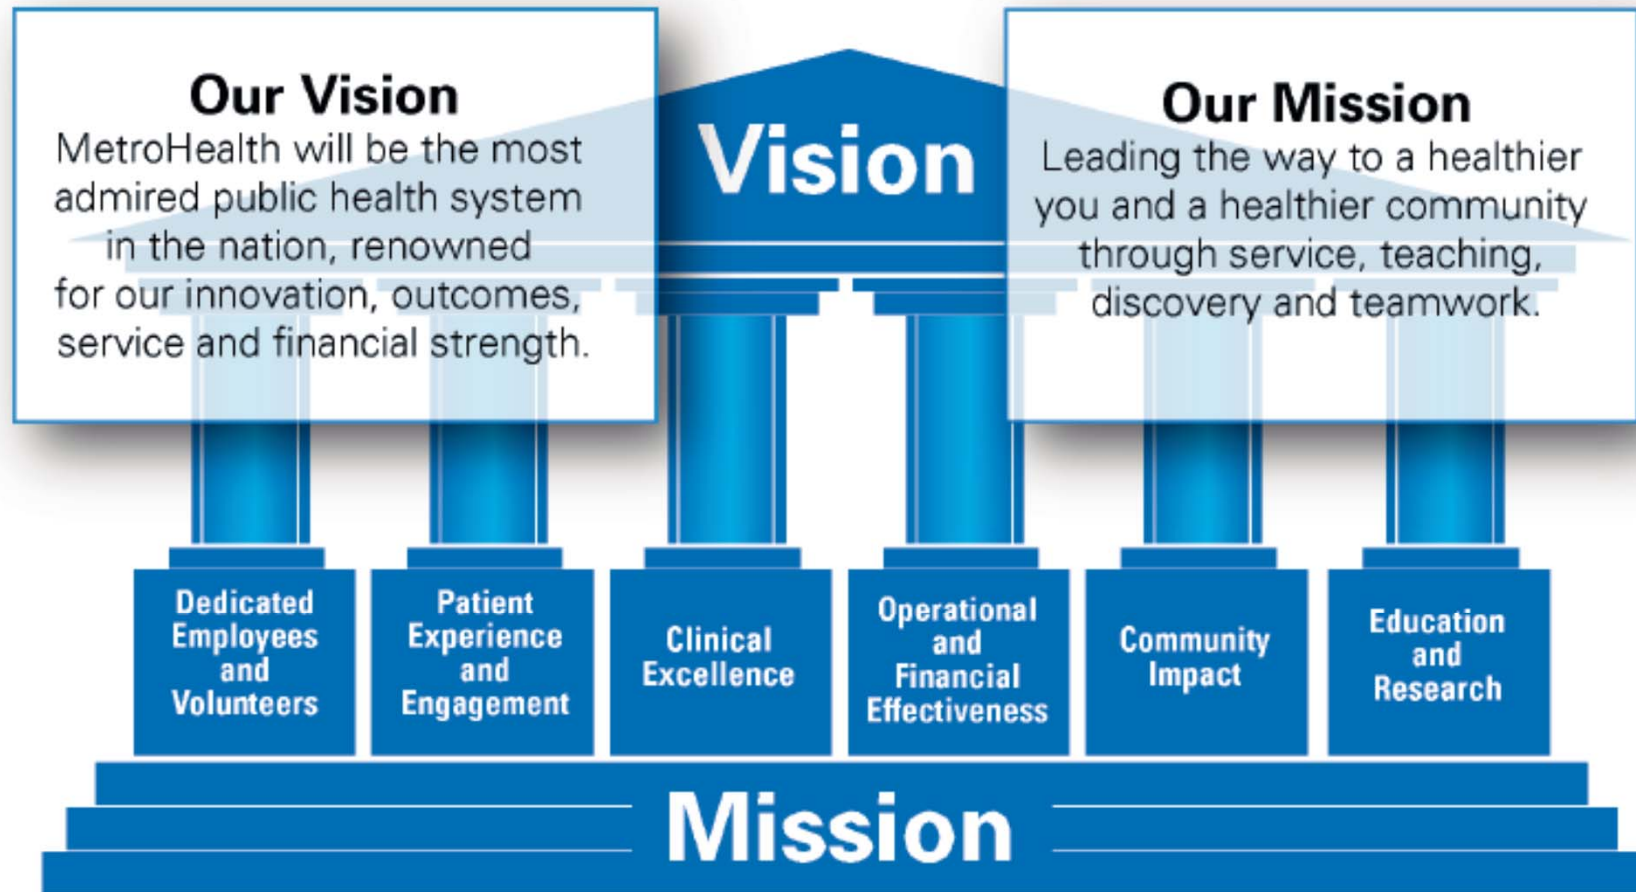 Our Vision
MetroHealth will be the most
admired public health system
in the nation, renowned
for our innovation, outcomes,
service and financial strength.
Vision
Our Mission
Leading the way to a healthier
you and a healthier community
through service, teaching,
discovery and teamwork.
Dedicated
Employees
and
Volunteers
Patient
Experience
and
Engagement
Clinical
Excellence
Operational
and
Financial
Effectiveness
Community
Impact
Education
and
Research
Mission